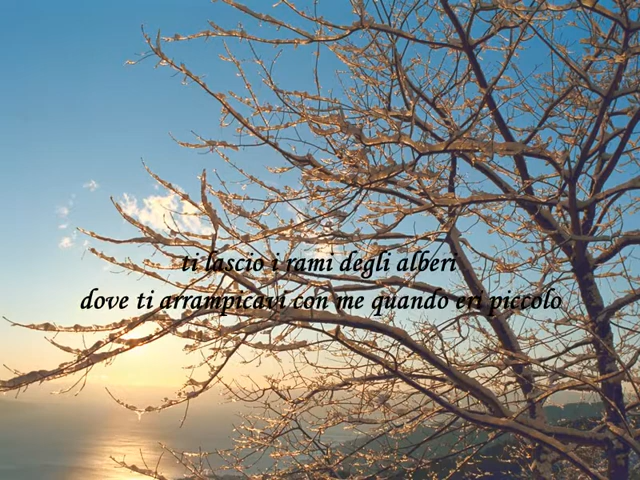 ti lascio i rami degli alberi
dove ti arrampicavi con me quando eri piccolo